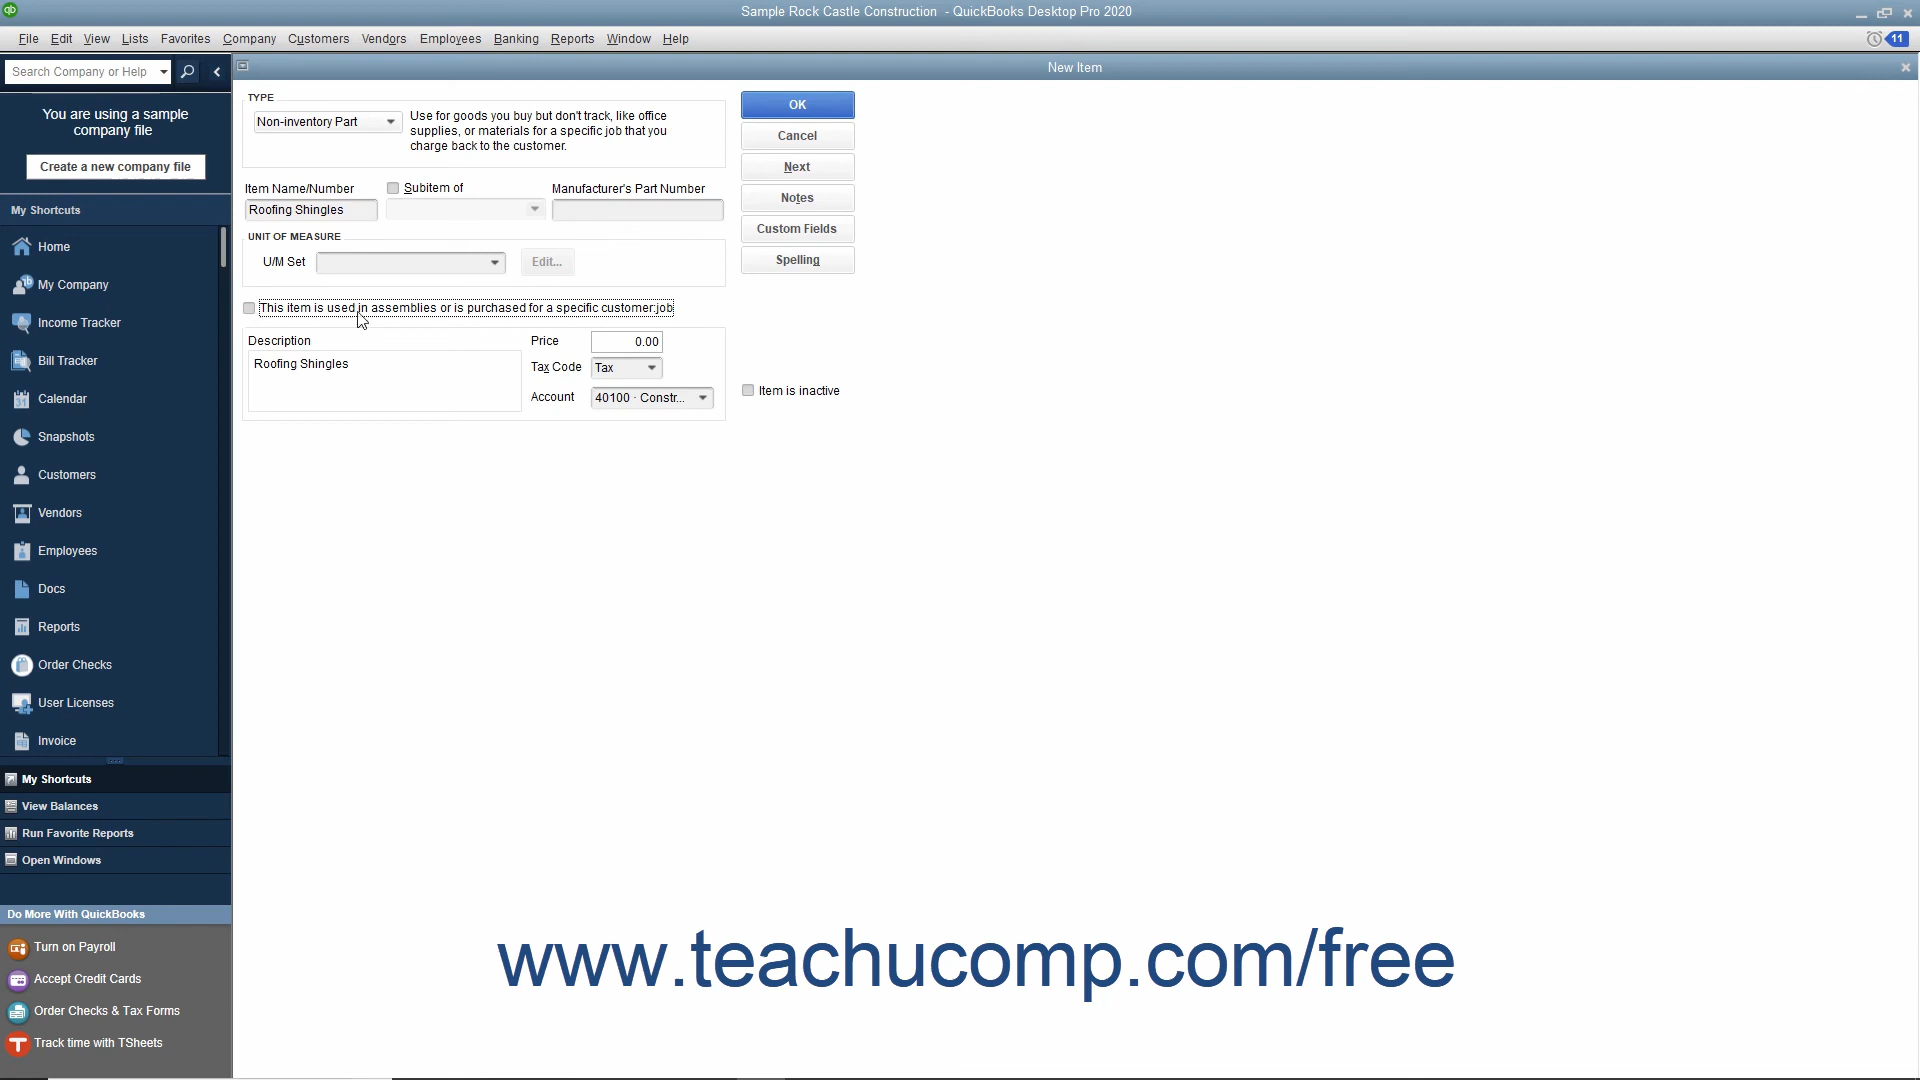 Sample Rock Castle Construction - QuickBooks Desktop Pro 2020
File Edit View Lists Favorites Company Customers Vendors Employees Banking Reports Window Help
11
Search Company or Help
New Item
You are using a sample
company file
Create a new company file
My Shortcuts
Home
My Company
Income Tracker
Bill Tracker
Calendar
Snapshots
Customers
Vendors
Employees
Docs
Reports
Order Checks
User Licenses
Invoice
My Shortcuts
View Balances
Run Favorite Reports
Open Windows
Do More With QuickBooks
Turn on Payroll
Accept Credit Cards
Order Checks & Tax Forms
Track time with TSheets
TYPE
Non-inventory Part
Use for goods you buy but don't track, like office
supplies, or materials for a specific job that you
charge back to the customer.
Item Name/Number
Subitem of
Manufacturer's Part Number
Roofing Shingles
UNIT OF MEASURE
U/M Set
Edit...
This item is used in assemblies or is purchased for a specific customer:job
Description
Roofing Shingles
Price
0.00
Tax Code
Tax
Account
40100 · Constr...
OK
Cancel
Next
Notes
Custom Fields
Spelling
Item is inactive
www.teachucomp.com/free